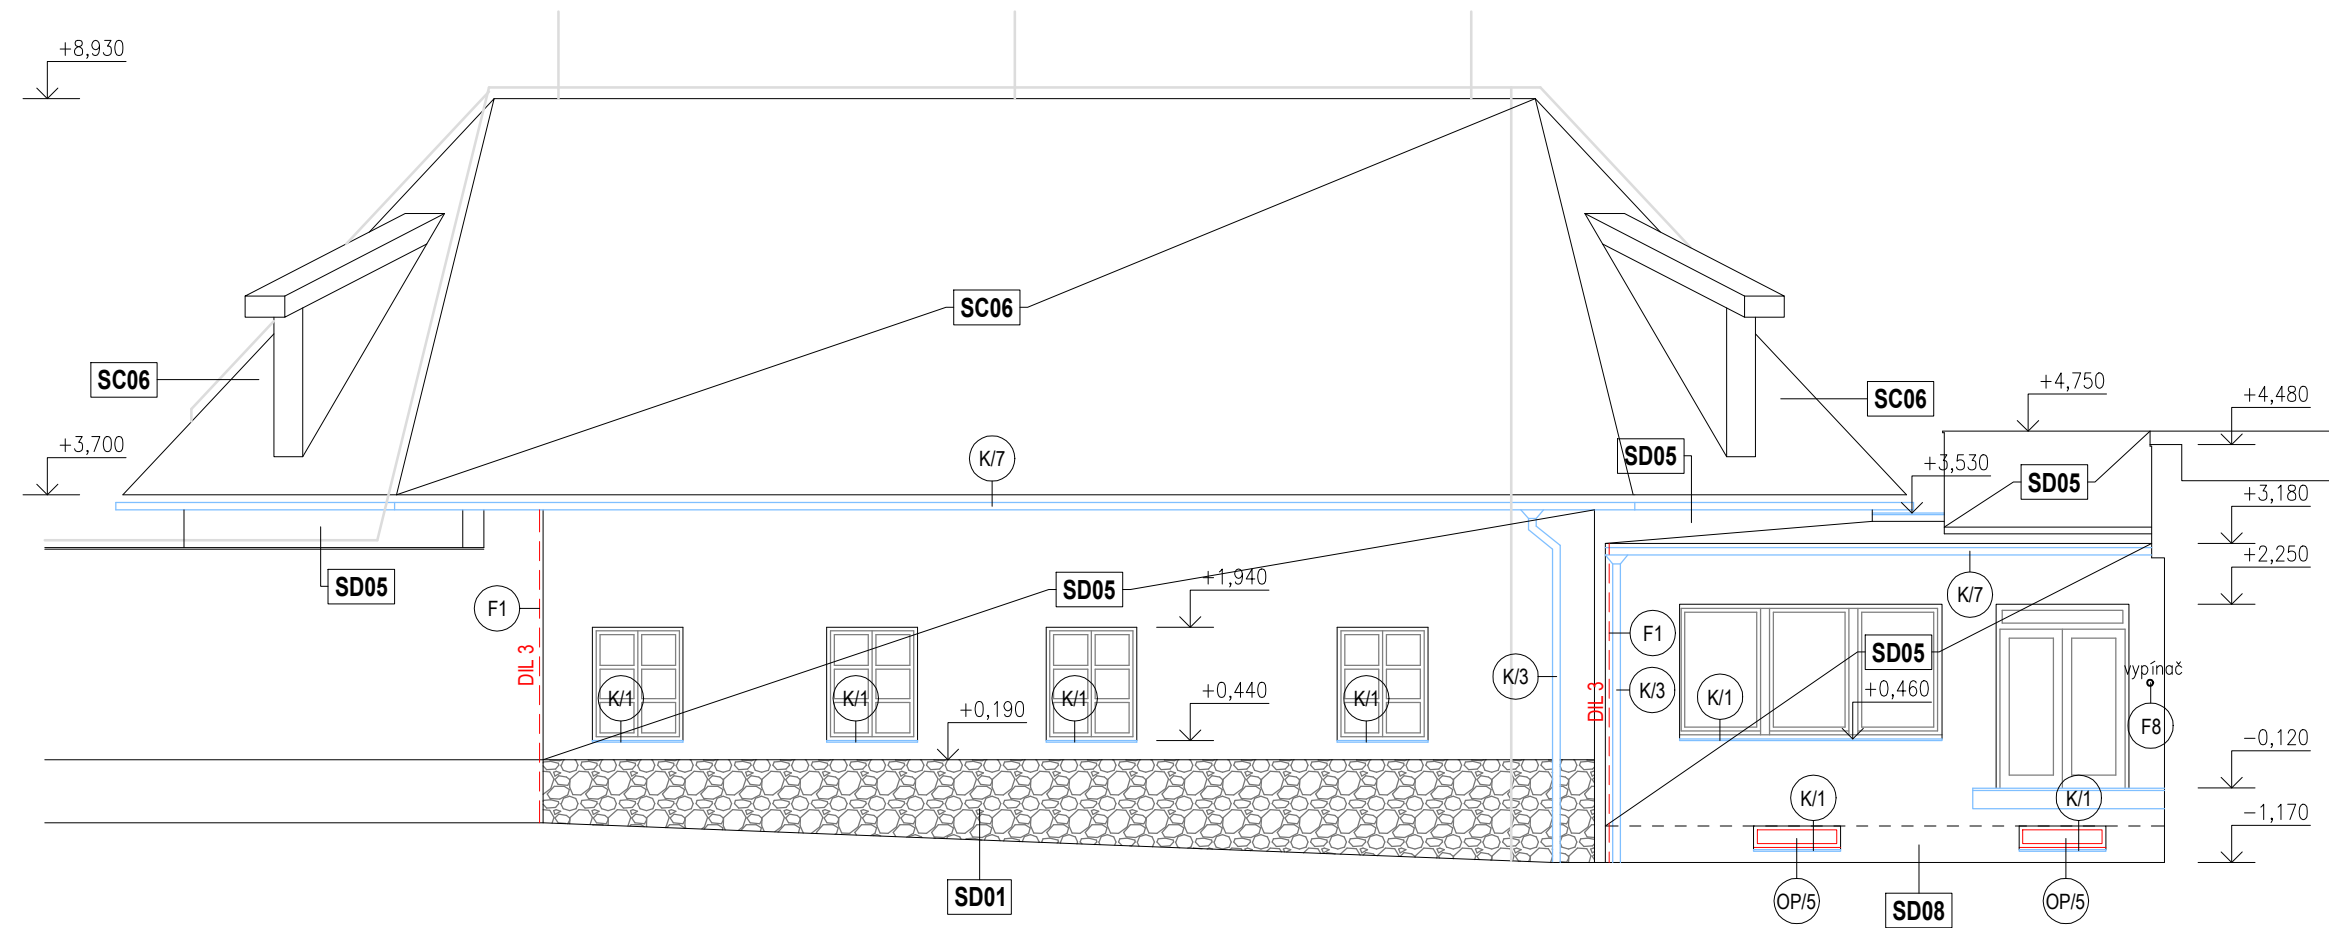 +8,930
SC06
SC06
+4,750
SC06
+4,480
+3,700
K/7
SD05
+3,530
SD05
+3,180
SD05
SD05
+1,940
+2,250
F1
K/7
DIL 3
F1
SD05
vypínač
K/3
K/3
K/1
K/1
K/1
K/1
K/1
+0,460
DIL 3
+0,190
+0,440
F8
-0,120
K/1
K/1
-1,170
SD01
OP/5
SD08
OP/5